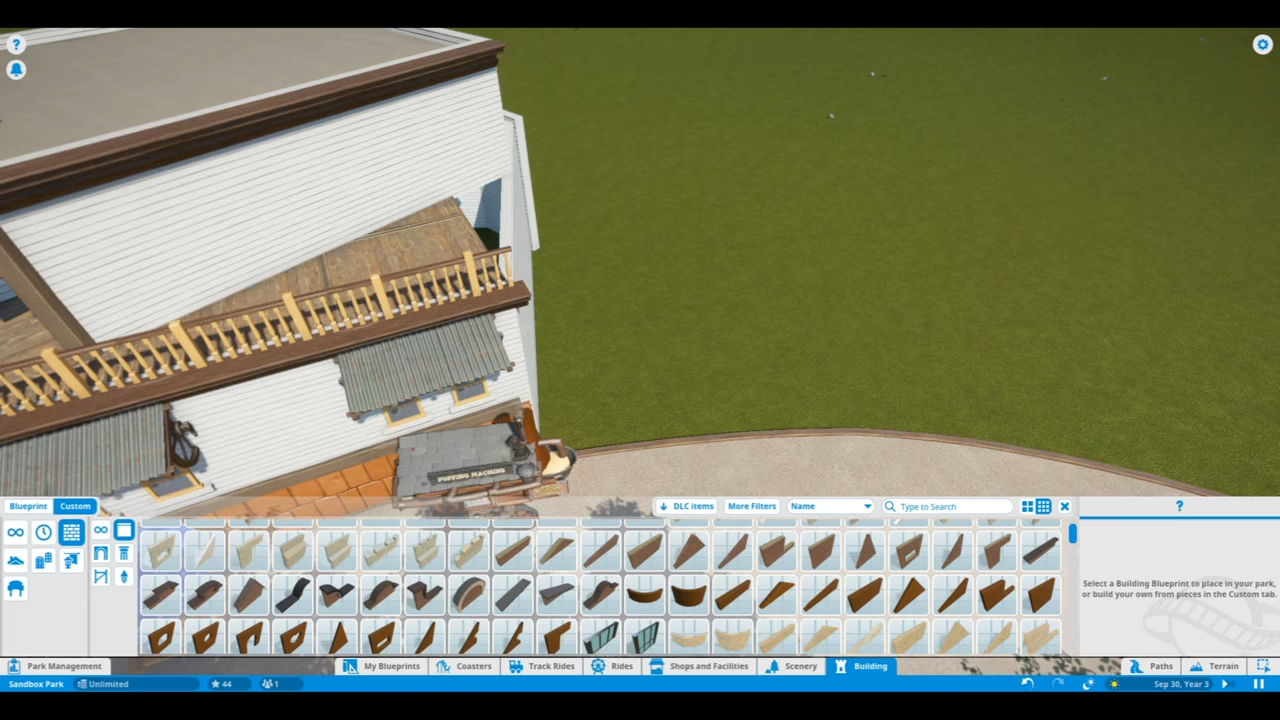 ?
POPPING MACHINE
Blueprint
Custom
DLC items
More Filters
Name
Type to Search
?
Select a Building Blueprint to place in your park,
or build your own from pieces in the Custom tab.
Park Management
My Blueprints
Coasters
Track Rides
Rides
Shops and Facilities
Scenery
Building
Paths
Terrain
Sandbox Park
Unlimited
44
1
Sep 30, Year 3